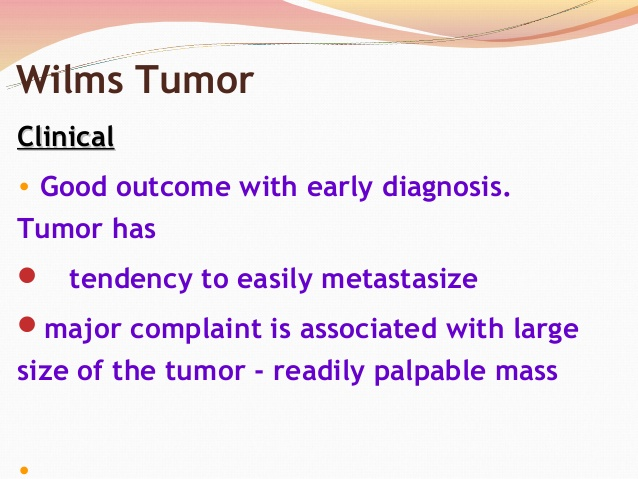 Wilms Tumor
Clinical
• Good outcome with early diagnosis.
Tumor has
• tendency to easily metastasize
• major complaint is associated with large
size of the tumor - readily palpable mass
•